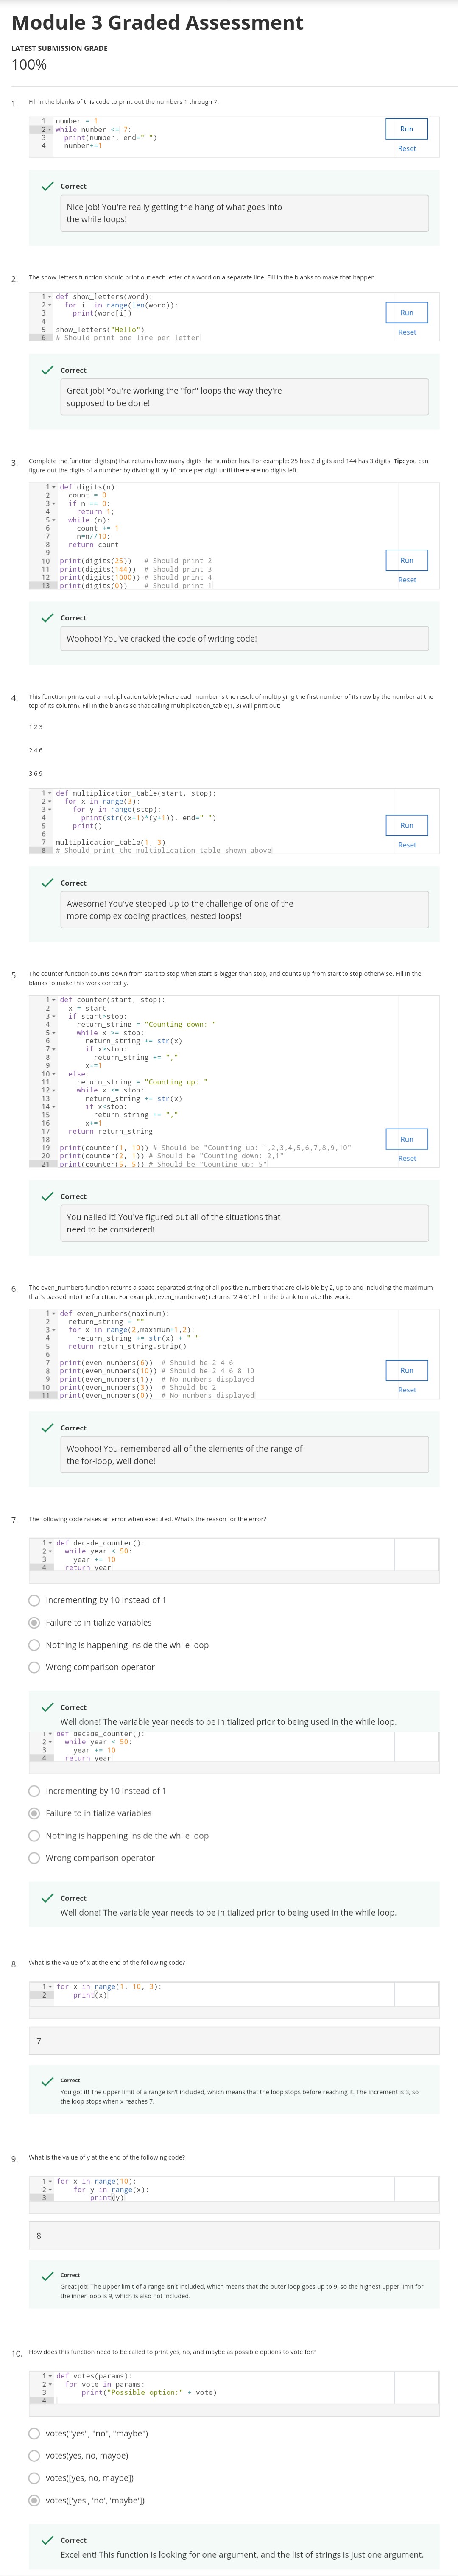 Module 3 Graded Assessment
LATEST SUBMISSION GRADE
100%
1. Fill in the blanks of this code to print out the numbers 1 through 7.
1 number = 1
2 while number <= 7:
3 print(number, end=" ")
4 number+=1
Run
Reset
Correct
Nice job! You're really getting the hang of what goes into
the while loops!
2. The show_letters function should print out each letter of a word on a separate line. Fill in the blanks to make that happen.
1 def show_letters(word):
2 for i in range(len(word)):
3 print(word[i])
4
5 show_letters("Hello")
6 # Should print one line per letter
Run
Reset
Correct
Great job! You're working the "for" loops the way they're
supposed to be done!
3. Complete the function digits(n) that returns how many digits the number has. For example: 25 has 2 digits and 144 has 3 digits. Tip: you can
figure out the digits of a number by dividing it by 10 once per digit until there are no digits left.
1 def digits(n):
2 count = 0
3 if n == 0:
4 return 1;
5 while (n):
6 count += 1
7 n=n//10;
8 return count
9
10 print(digits(25)) # Should print 2
11 print(digits(144)) # Should print 3
12 print(digits(1000)) # Should print 4
13 print(digits(0)) # Should print 1
Run
Reset
Correct
Woohoo! You've cracked the code of writing code!
4. This function prints out a multiplication table (where each number is the result of multiplying the first number of its row by the number at the
top of its column). Fill in the blanks so that calling multiplication_table(1, 3) will print out:
1 2 3
2 4 6
3 6 9
1 def multiplication_table(start, stop):
2 for x in range(3):
3 for y in range(stop):
4 print(str((x+1)*(y+1)), end=" ")
5 print()
6
7 multiplication_table(1, 3)
8 # Should print the multiplication table shown above
Run
Reset
Correct
Awesome! You've stepped up to the challenge of one of the
more complex coding practices, nested loops!
5. The counter function counts down from start to stop when start is bigger than stop, and counts up from start to stop otherwise. Fill in the
blanks to make this work correctly.
1 def counter(start, stop):
2 x = start
3 if start>stop:
4 return_string = "Counting down: "
5 while x >= stop:
6 return_string += str(x)
7 if x>stop:
8 return_string += ","
9 x-=1
10 else:
11 return_string = "Counting up: "
12 while x <= stop:
13 return_string += str(x)
14 if x<stop:
15 return_string += ","
16 x+=1
17 return return_string
18
19 print(counter(1, 10)) # Should be "Counting up: 1,2,3,4,5,6,7,8,9,10"
20 print(counter(2, 1)) # Should be "Counting down: 2,1"
21 print(counter(5, 5)) # Should be "Counting up: 5"
Run
Reset
Correct
You nailed it! You've figured out all of the situations that
need to be considered!
6. The even_numbers function returns a space-separated string of all positive numbers that are divisible by 2, up to and including the maximum
that's passed into the function. For example, even_numbers(6) returns "2 4 6". Fill in the blank to make this work.
1 def even_numbers(maximum):
2 return_string = ""
3 for x in range(2,maximum+1,2):
4 return_string += str(x) + " "
5 return return_string.strip()
6
7 print(even_numbers(6)) # Should be 2 4 6
8 print(even_numbers(10)) # Should be 2 4 6 8 10
9 print(even_numbers(1)) # No numbers displayed
10 print(even_numbers(3)) # Should be 2
11 print(even_numbers(0)) # No numbers displayed
Run
Reset
Correct
Woohoo! You remembered all of the elements of the range of
the for-loop, well done!
7. The following code raises an error when executed. What's the reason for the error?
1 def decade_counter():
2 while year < 50:
3 year += 10
4 return year
Incrementing by 10 instead of 1
Failure to initialize variables
Nothing is happening inside the while loop
Wrong comparison operator
Correct
Well done! The variable year needs to be initialized prior to being used in the while loop.
1 def decade_counter():
2 while year < 50:
3 year += 10
4 return year
Incrementing by 10 instead of 1
Failure to initialize variables
Nothing is happening inside the while loop
Wrong comparison operator
Correct
Well done! The variable year needs to be initialized prior to being used in the while loop.
8. What is the value of x at the end of the following code?
1 for x in range(1, 10, 3):
2 print(x)
7
Correct
You got it! The upper limit of a range isn't included, which means that the loop stops before reaching it. The increment is 3, so
the loop stops when x reaches 7.
9. What is the value of y at the end of the following code?
1 for x in range(10):
2 for y in range(x):
3 print(y)
8
Correct
Great job! The upper limit of a range isn't included, which means that the outer loop goes up to 9, so the highest upper limit for
the inner loop is 9, which is also not included.
10. How does this function need to be called to print yes, no, and maybe as possible options to vote for?
1 def votes(params):
2 for vote in params:
3 print("Possible option:" + vote)
4
votes("yes", "no", "maybe")
votes(yes, no, maybe)
votes([yes, no, maybe])
votes(['yes', 'no', 'maybe'])
Correct
Excellent! This function is looking for one argument, and the list of strings is just one argument.